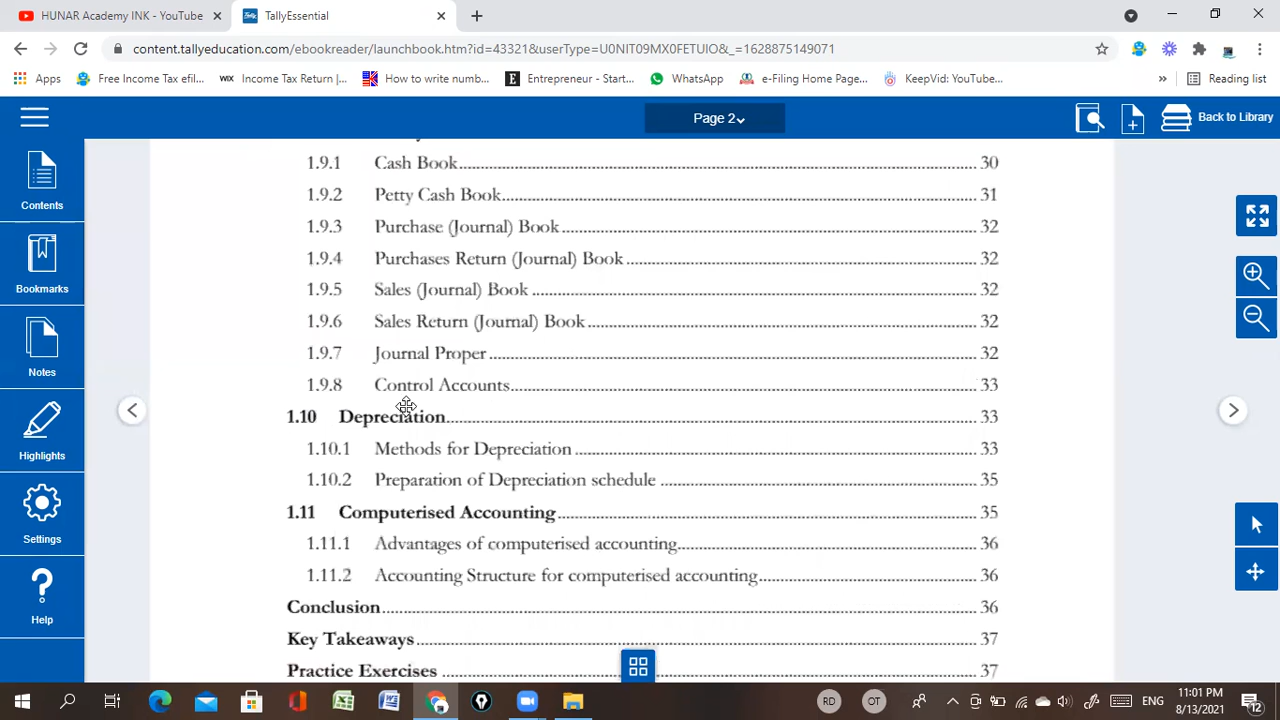 HUNAR Academy INK - YouTube
TallyEssential
content.tallyeducation.com/ebookreader/launchbook.htm?id=43321&userType=U0NIT09MX0FETUlO&_=1628875149071
Apps
Free Income Tax efil...
WIX Income Tax Return |...
How to write numb...
E Entrepreneur - Start...
WhatsApp
e-Filing Home Page...
KeepVid: YouTube...
»
Reading list
Page 2
Back to Library
Contents
Bookmarks
Notes
Highlights
Settings
Help
1.9.1 Cash Book 30
1.9.2 Petty Cash Book 31
1.9.3 Purchase (Journal) Book 32
1.9.4 Purchases Return (Journal) Book 32
1.9.5 Sales (Journal) Book 32
1.9.6 Sales Return (Journal) Book 32
1.9.7 Journal Proper 32
1.9.8 Control Accounts 33
1.10 Depreciation 33
1.10.1 Methods for Depreciation 33
1.10.2 Preparation of Depreciation schedule 35
1.11 Computerised Accounting 35
1.11.1 Advantages of computerised accounting 36
1.11.2 Accounting Structure for computerised accounting 36
Conclusion 36
Key Takeaways 37
Practice Exercises 37
RD
OT
ENG
11:01 PM
8/13/2021
12